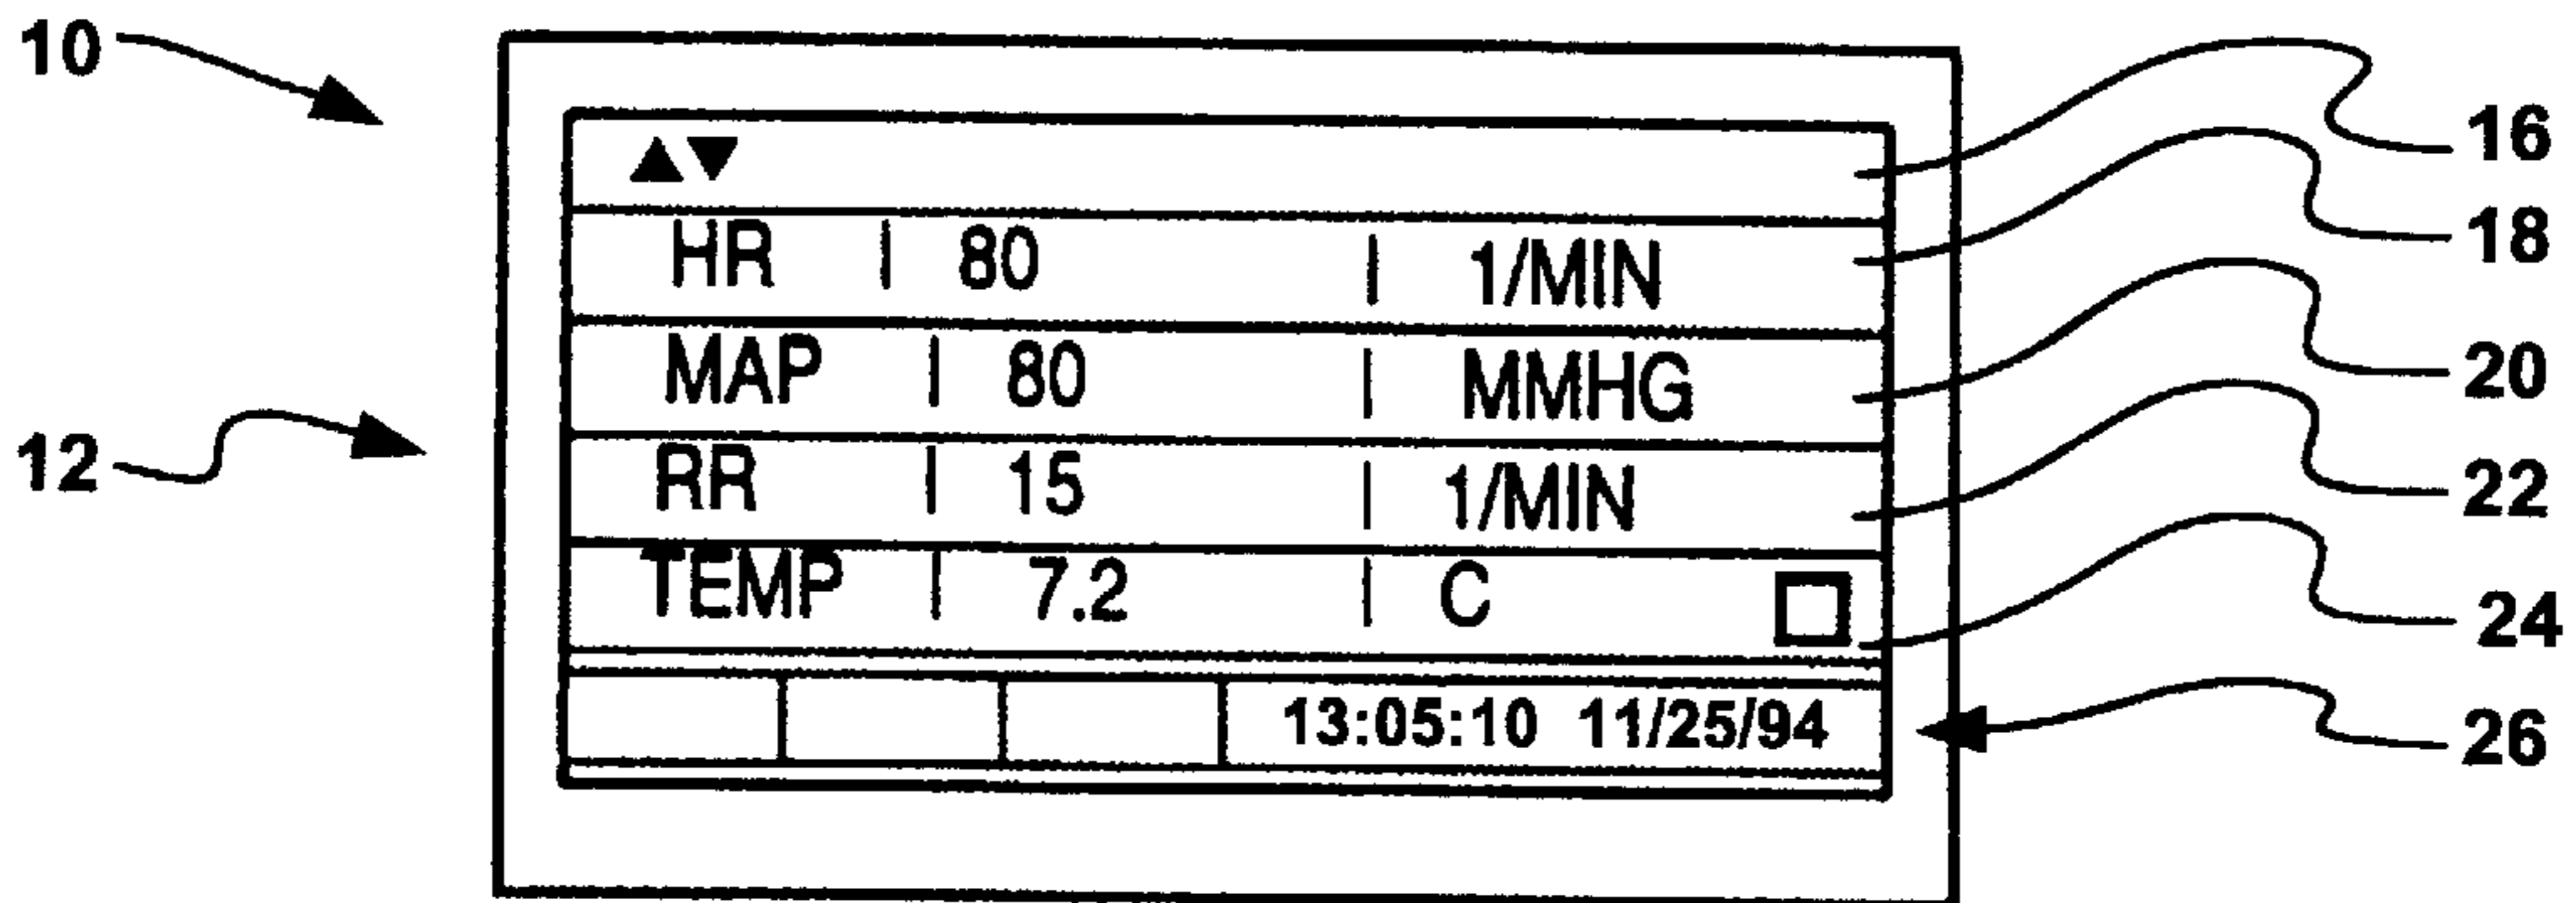 10
16
▲▼
18
HR | 80 | 1/MIN
20
MAP | 80 | MMHG
12
22
RR | 15 | 1/MIN
24
TEMP | 7.2 | C
26
13:05:10 11/25/94